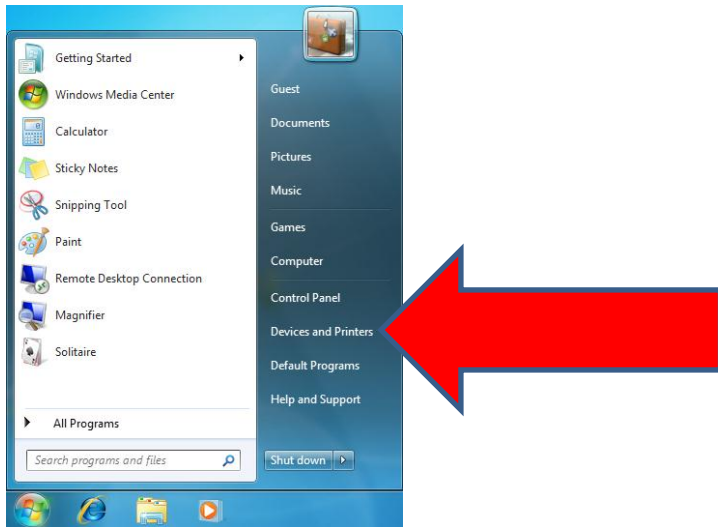 Getting Started
Windows Media Center
Calculator
Sticky Notes
Snipping Tool
Paint
Remote Desktop Connection
Magnifier
Solitaire
All Programs
Search programs and files
Guest
Documents
Pictures
Music
Games
Computer
Control Panel
Devices and Printers
Default Programs
Help and Support
Shut down